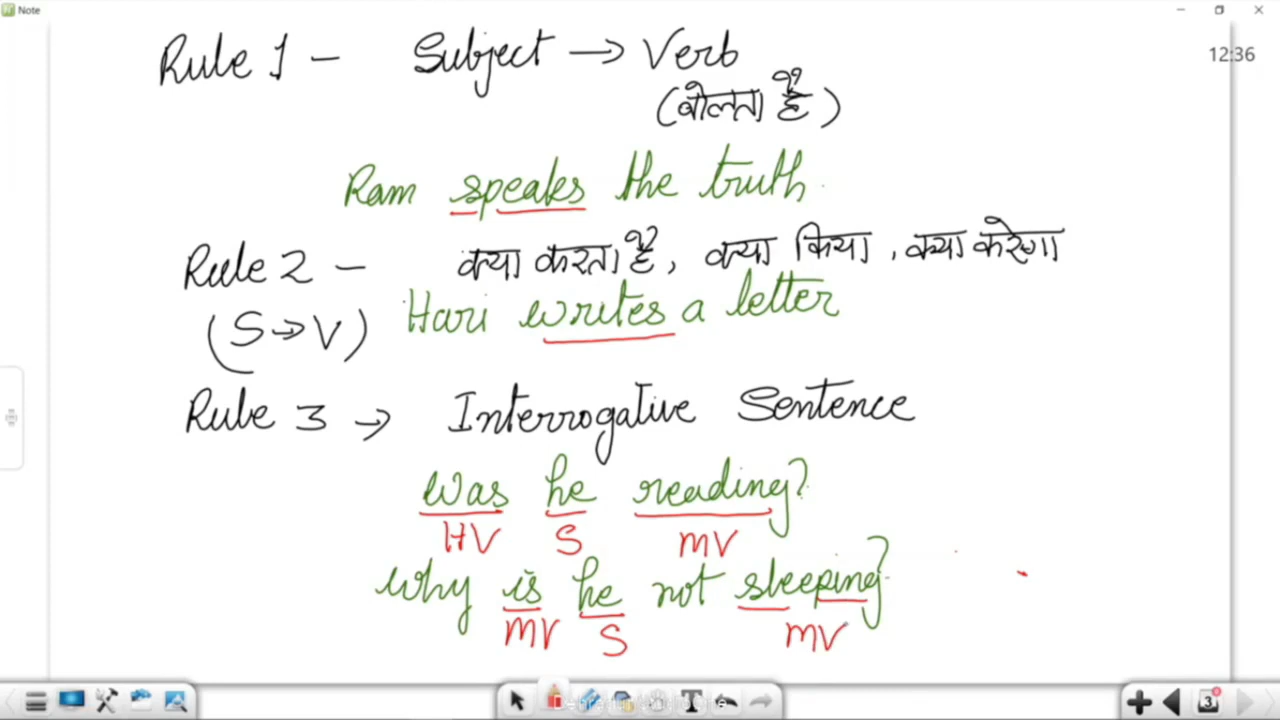 Note
12:36
Rule 1 - Subject → Verb
(बोलता है)
Ram speaks the truth.
Rule 2 - क्या करता है, क्या किया, क्या करेगा
(S→V) Hari writes a letter
Rule 3 → Interrogative Sentence
Was he reading?
HV S MV
Why is he not sleeping?
MV S MV
T 3